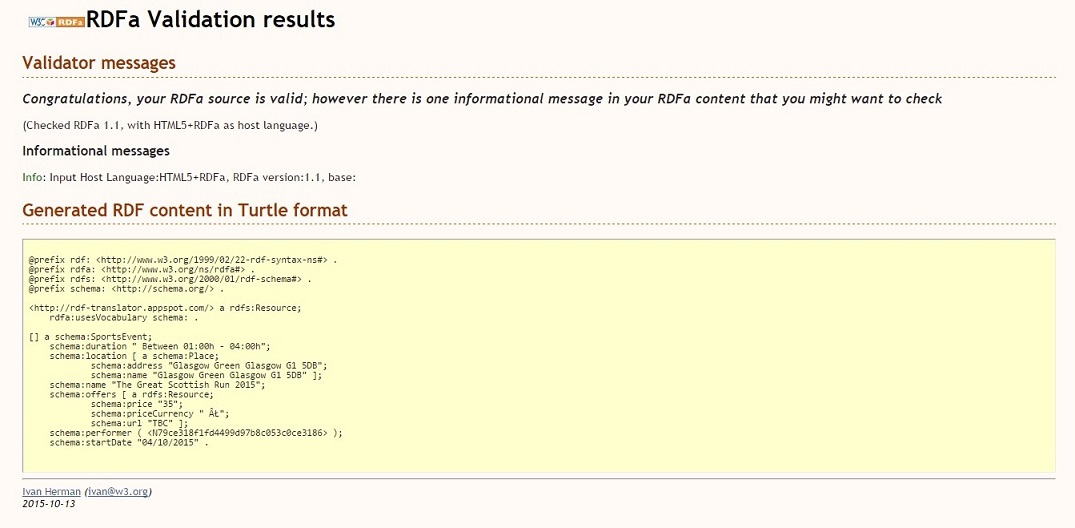 W3C RDFa RDFa Validation results
Validator messages
Congratulations, your RDFa source is valid; however there is one informational message in your RDFa content that you might want to check
(Checked RDFa 1.1, with HTML5+RDFa as host language.)
Informational messages
Info: Input Host Language:HTML5+RDFa, RDFa version:1.1, base:
Generated RDF content in Turtle format
@prefix rdf: <http://www.w3.org/1999/02/22-rdf-syntax-ns#> .
@prefix rdfa: <http://www.w3.org/ns/rdfa#> .
@prefix rdfs: <http://www.w3.org/2000/01/rdf-schema#> .
@prefix schema: <http://schema.org/> .
<http://rdf-translator.appspot.com/> a rdfs:Resource;
rdfa:usesVocabulary schema: .
[] a schema:SportsEvent;
schema:duration " Between 01:00h - 04:00h";
schema:location [ a schema:Place;
schema:address "Glasgow Green Glasgow G1 5DB";
schema:name "Glasgow Green Glasgow G1 5DB" ];
schema:name "The Great Scottish Run 2015";
schema:offers [ a rdfs:Resource;
schema:price "35";
schema:priceCurrency " ÂŁ";
schema:url "TBC" ];
schema:performer ( <N79ce318f1fd4499d97b8c053c0ce3186> );
schema:startDate "04/10/2015" .
Ivan Herman (ivan@w3.org)
2015-10-13